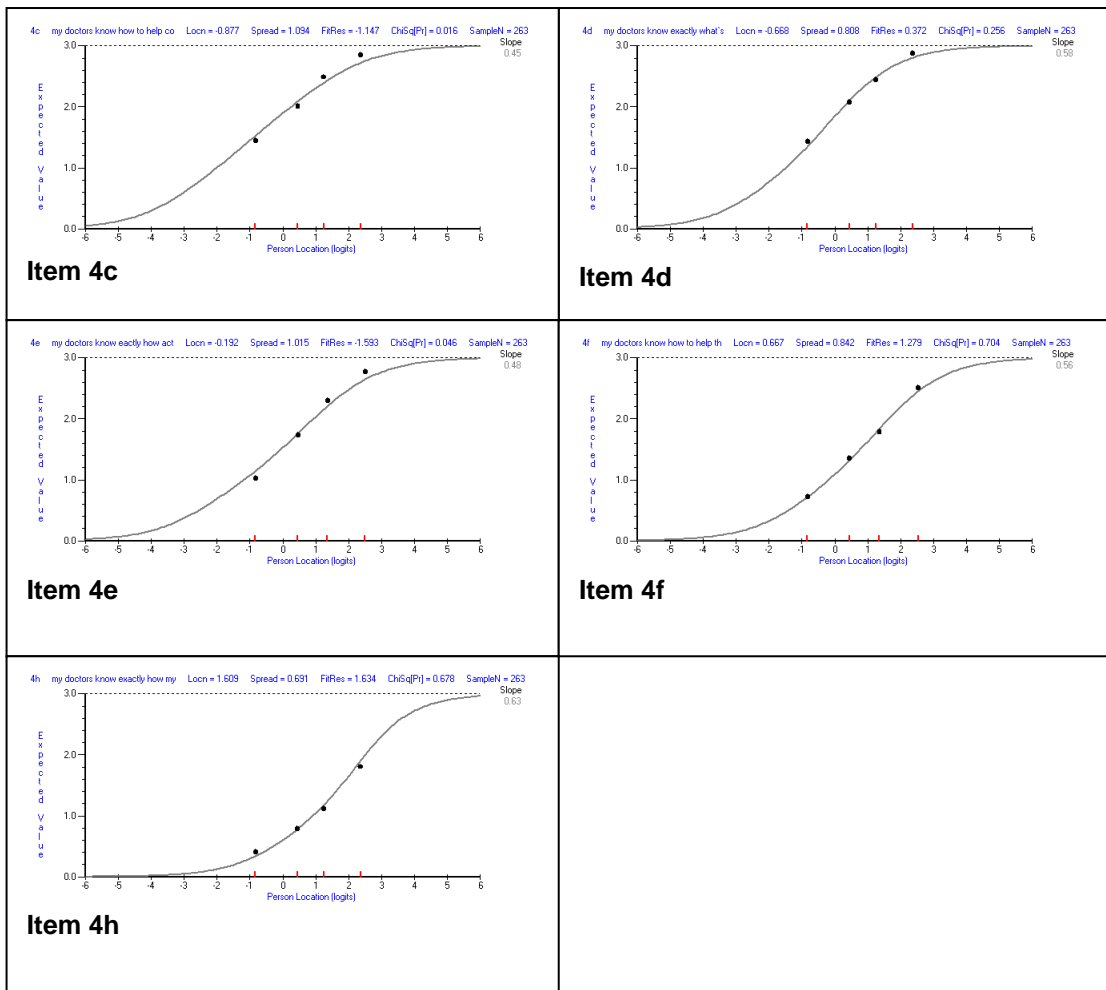 4c my doctors know how to help co Locn = -0.877 Spread = 1.094 FitRes = -1.147 ChiSq[Pr] = 0.016 SampleN = 263
Slope
0.45
3.0
2.0
1.0
0.0
Expected Value
-6 -5 -4 -3 -2 -1 0 1 2 3 4 5 6
Person Location (logits)
Item 4c
4d my doctors know exactly what`s Locn = -0.668 Spread = 0.808 FitRes = 0.372 ChiSq[Pr] = 0.256 SampleN = 263
Slope
0.58
3.0
2.0
1.0
0.0
Expected Value
-6 -5 -4 -3 -2 -1 0 1 2 3 4 5 6
Person Location (logits)
Item 4d
4e my doctors know eactly how act Locn = -0.192 Spread = 1.015 FitRes = -1.593 ChiSq[Pr] = 0.046 SampleN = 263
Slope
0.48
3.0
2.0
1.0
0.0
Expected Value
-6 -5 -4 -3 -2 -1 0 1 2 3 4 5 6
Person Location (logits)
Item 4e
4f my doctors know how to help th Locn = 0.667 Spread = 0.842 FitRes = 1.279 ChiSq[Pr] = 0.704 SampleN = 263
Slope
0.56
3.0
2.0
1.0
0.0
Expected Value
-6 -5 -4 -3 -2 -1 0 1 2 3 4 5 6
Person Location (logits)
Item 4f
4h my doctors know exactly how my Locn = 1.609 Spread = 0.691 FitRes = 1.634 ChiSq[Pr] = 0.678 SampleN = 263
Slope
0.63
3.0
2.0
1.0
0.0
Expected Value
-6 -5 -4 -3 -2 -1 0 1 2 3 4 5 6
Person Location (logits)
Item 4h